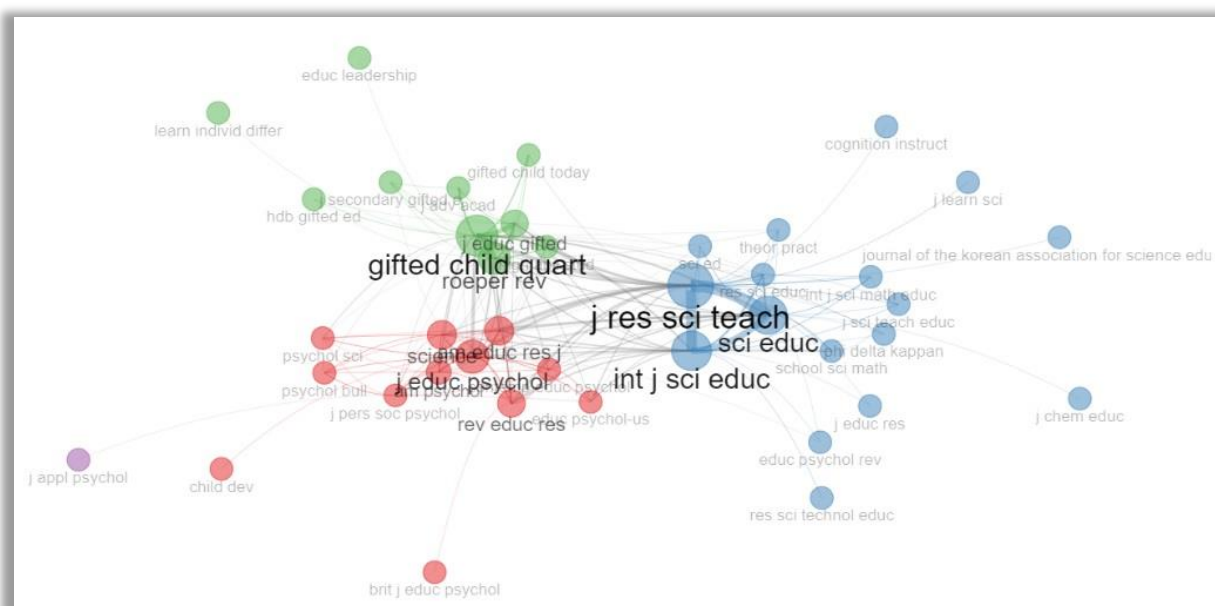 educ leadership
learn individ differ
cognition instruct
gifted child today
j secondary gifted
j adv acad
hdb gifted ed
j learn sci
j educ gifted
theor pract
sci ed
journal of the korean association for science edu
gifted child quart
roeper rev
res sci educ
int j sci math educ
j res sci teach
j sci teach educ
sci educ
phi delta kappan
school sci math
psychol sci
science
am educ res j
int j sci educ
psychol bull
j educ psychol
am psychol
educ psychol
j pers soc psychol
rev educ res
educ psychol-us
j educ res
j chem educ
educ psychol rev
j appl psychol
child dev
res sci technol educ
brit j educ psychol